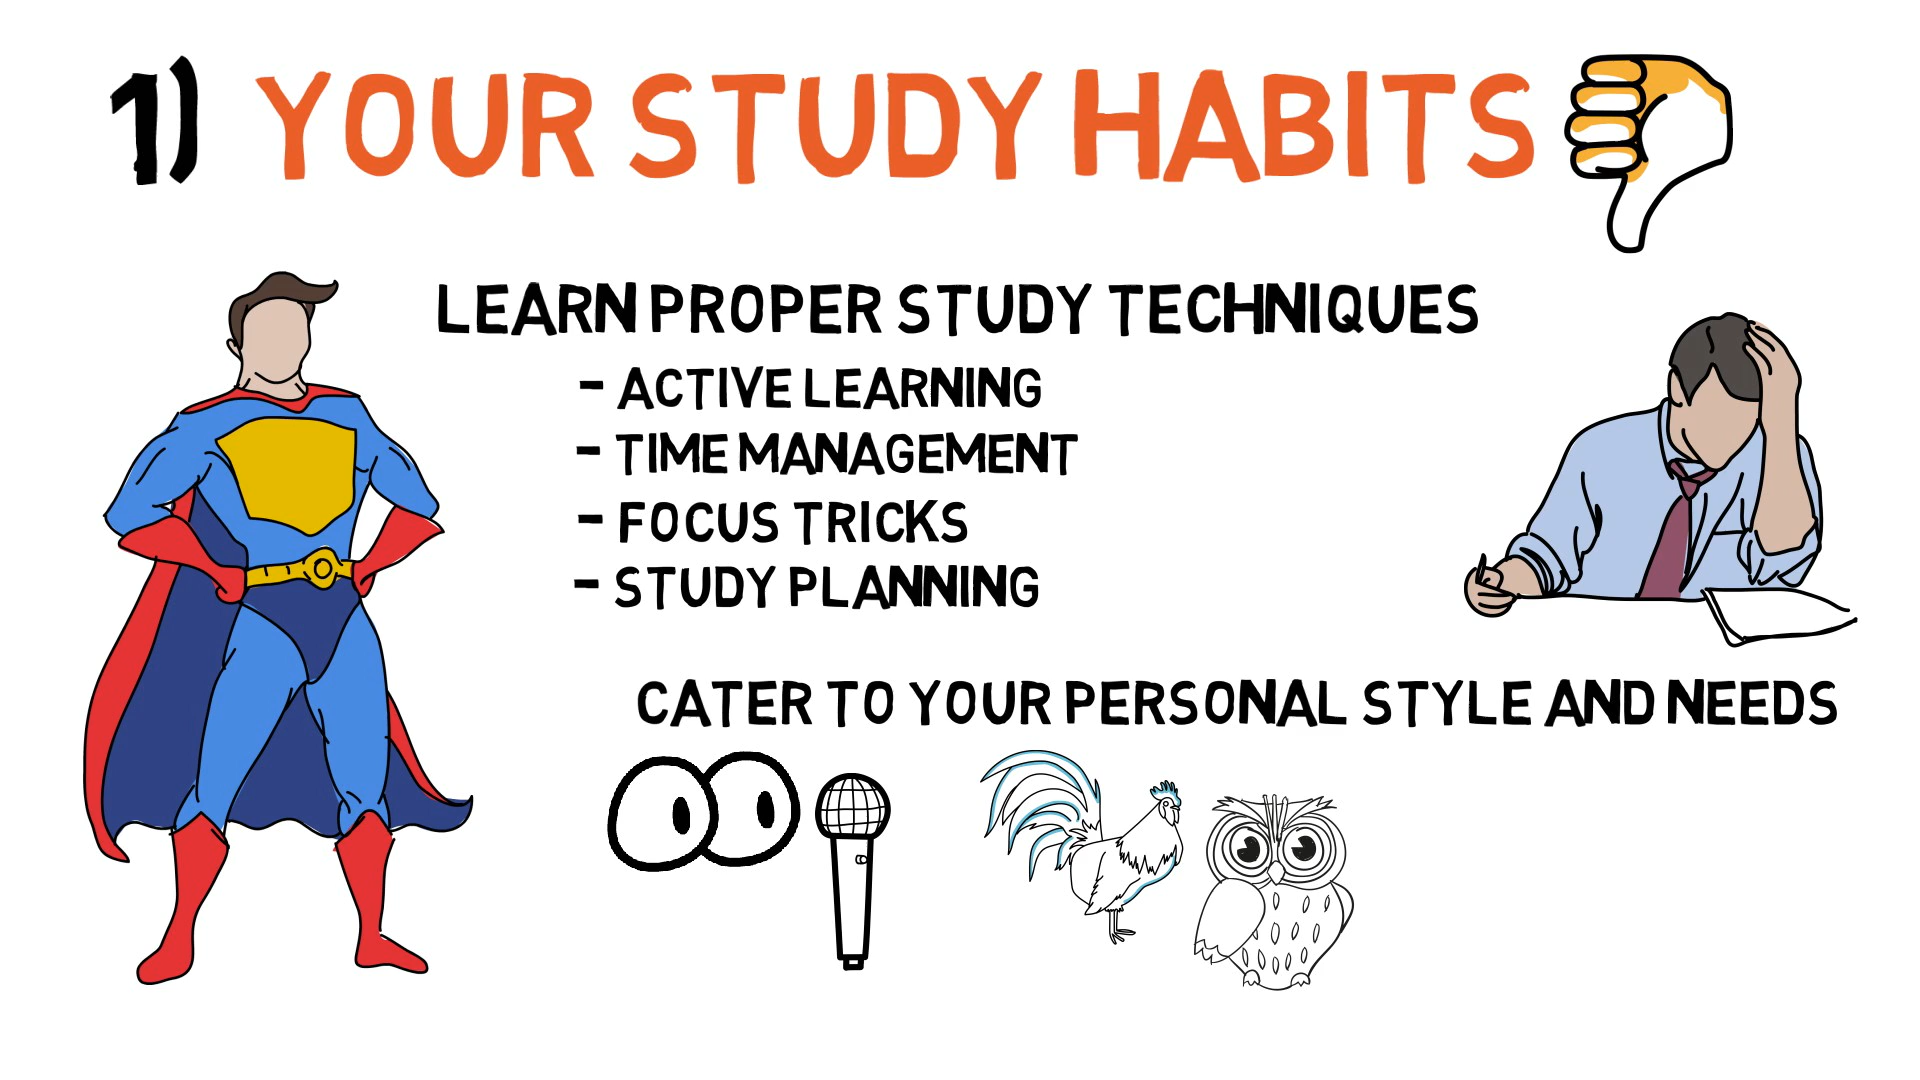 1) YOUR STUDY HABITS
LEARN PROPER STUDY TECHNIQUES
- ACTIVE LEARNING
- TIME MANAGEMENT
- FOCUS TRICKS
- STUDY PLANNING
CATER TO YOUR PERSONAL STYLE AND NEEDS